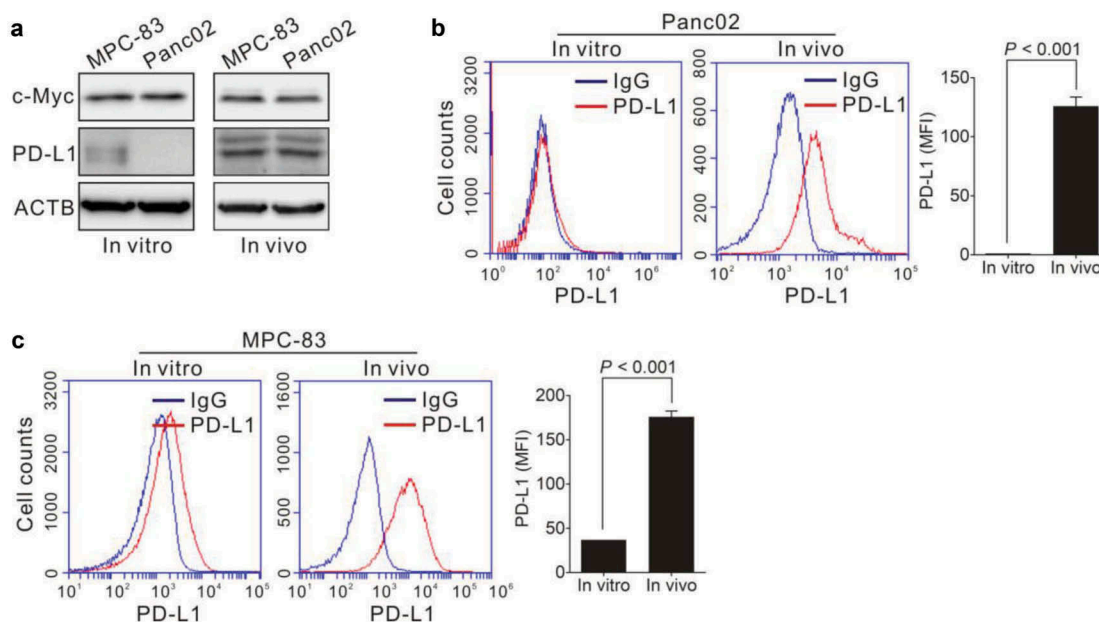 a
MPC-83 Panc02 MPC-83 Panc02
c-Myc
PD-L1
ACTB
In vitro In vivo
b
Panc02
In vitro In vivo
IgG IgG
PD-L1 PD-L1
Cell counts
0 1000 2000 3200
10⁰ 10² 10⁴ 10⁶
PD-L1
0 200 400 600 800
10² 10³ 10⁴ 10⁵
PD-L1
P < 0.001
PD-L1 (MFI)
150
100
50
0
In vitro In vivo
c
MPC-83
In vitro In vivo
IgG IgG
PD-L1 PD-L1
Cell counts
0 1000 2000 3200
10¹ 10² 10³ 10⁴ 10⁵
PD-L1
0 500 1000 1600
10¹ 10² 10³ 10⁴ 10⁵ 10⁶
PD-L1
P < 0.001
PD-L1 (MFI)
200
150
100
50
0
In vitro In vivo